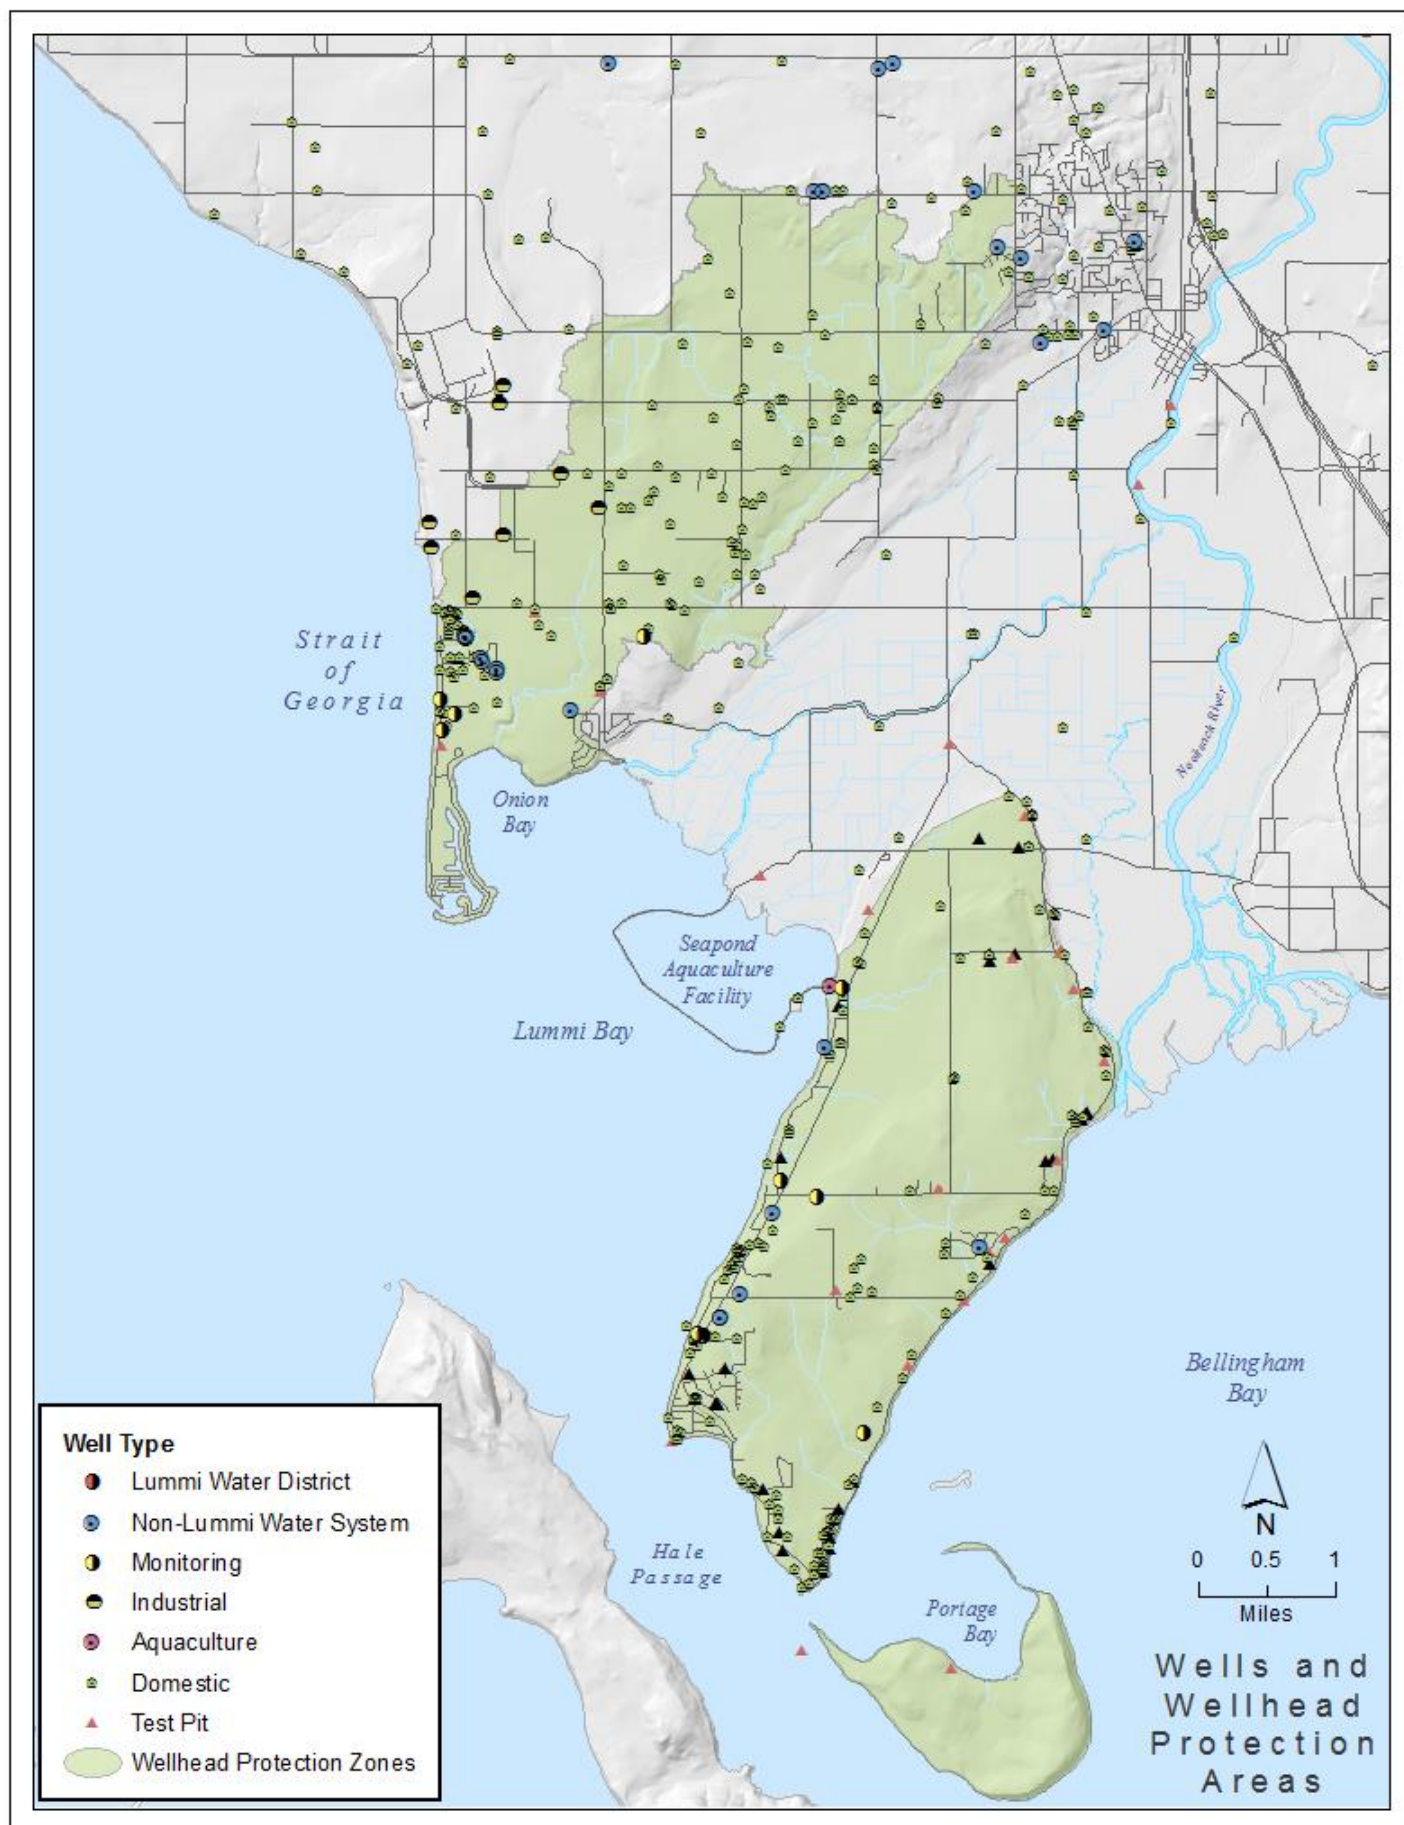 Strait
of
Georgia
Nooksack River
Onion
Bay
Seapond
Aquaculture
Facility
Lummi Bay
Bellingham
Bay
Hale
Passage
Portage
Bay
N
0 0.5 1
Miles
Wells and
Wellhead
Protection
Areas
Well Type
Lummi Water District
Non-Lummi Water System
Monitoring
Industrial
Aquaculture
Domestic
Test Pit
Wellhead Protection Zones